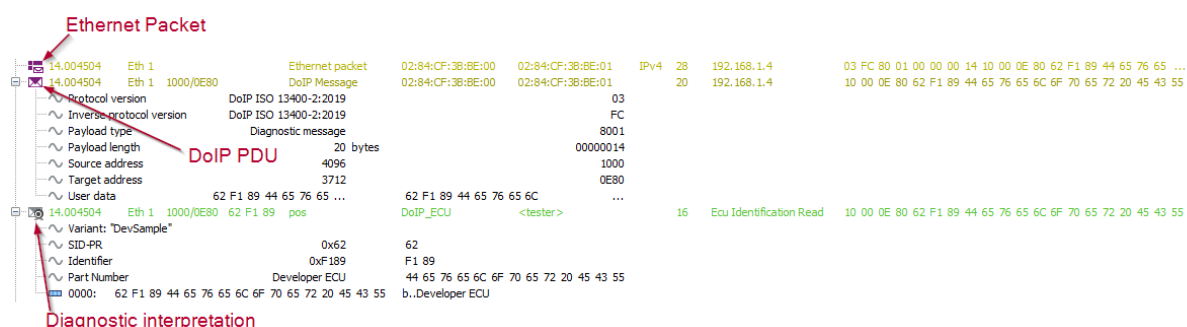 Ethernet Packet
14.004504 Eth 1 Ethernet packet 02:84:CF:3B:BE:00 02:84:CF:3B:BE:01 IPv4 28 192.168.1.4 03 FC 80 01 00 00 00 14 10 00 0E 80 62 F1 89 44 65 76 65 ...
14.004504 Eth 1 1000/0E80 DoIP Message 02:84:CF:3B:BE:00 02:84:CF:3B:BE:01 20 192.168.1.4 10 00 0E 80 62 F1 89 44 65 76 65 6C 6F 70 65 72 20 45 43 55
Protocol version DoIP ISO 13400-2:2019 03
Inverse protocol version DoIP ISO 13400-2:2019 FC
Payload type Diagnostic message 8001
Payload length 20 bytes 00000014
DoIP PDU
Source address 4096 1000
Target address 3712 0E80
User data 62 F1 89 44 65 76 65 ... 62 F1 89 44 65 76 65 6C ...
14.004504 Eth 1 1000/0E80 62 F1 89 pos DoIP_ECU <tester> 16 Ecu Identification Read 10 00 0E 80 62 F1 89 44 65 76 65 6C 6F 70 65 72 20 45 43 55
Variant: "DevSample"
SID-PR 0x62 62
Identifier 0xF189 F1 89
Part Number Developer ECU 44 65 76 65 6C 6F 70 65 72 20 45 43 55
0000: 62 F1 89 44 65 76 65 6C 6F 70 65 72 20 45 43 55 b..Developer ECU
Diagnostic interpretation